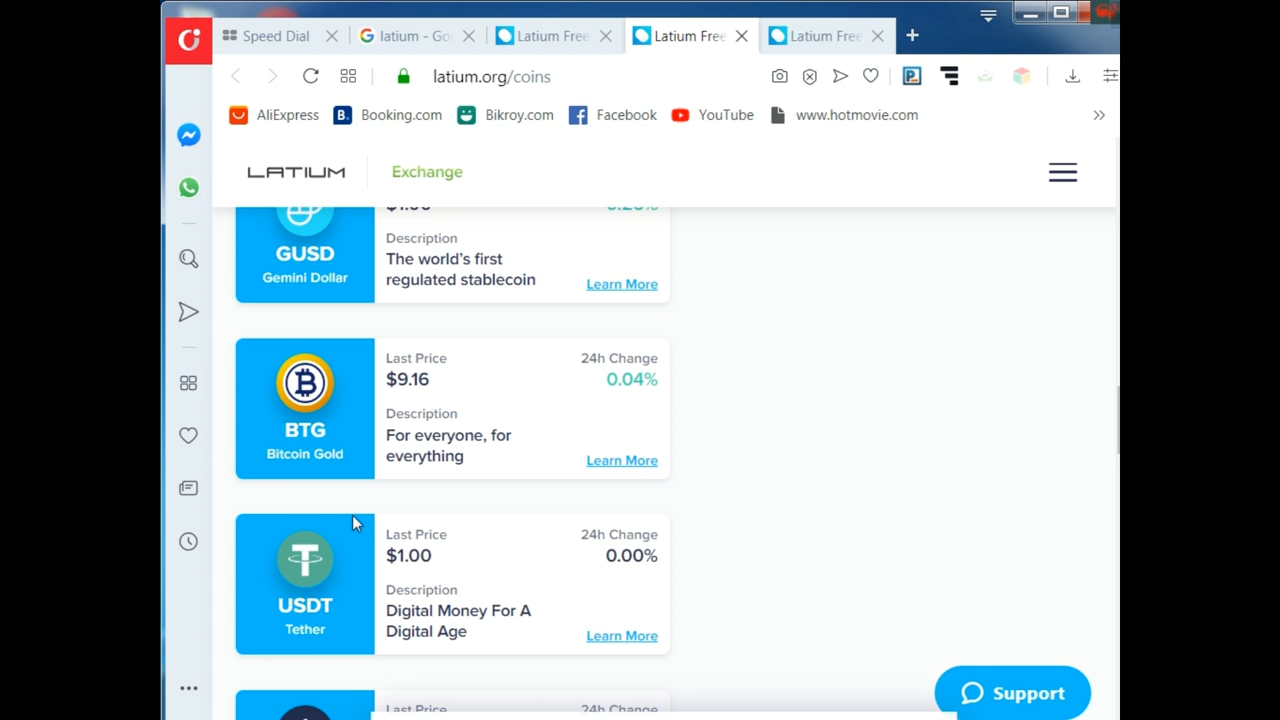 Speed Dial
latium - Goo
Latium Free
Latium Free
Latium Free
latium.org/coins
AliExpress
B. Booking.com
Bikroy.com
Facebook
YouTube
www.hotmovie.com
LATIUM
Exchange
GUSD
Gemini Dollar
Description
The world's first
regulated stablecoin
Learn More
BTG
Bitcoin Gold
Last Price
24h Change
$9.16
0.04%
Description
For everyone, for
everything
Learn More
USDT
Tether
Last Price
24h Change
$1.00
0.00%
Description
Digital Money For A
Digital Age
Learn More
Last Price
24h Change
Support